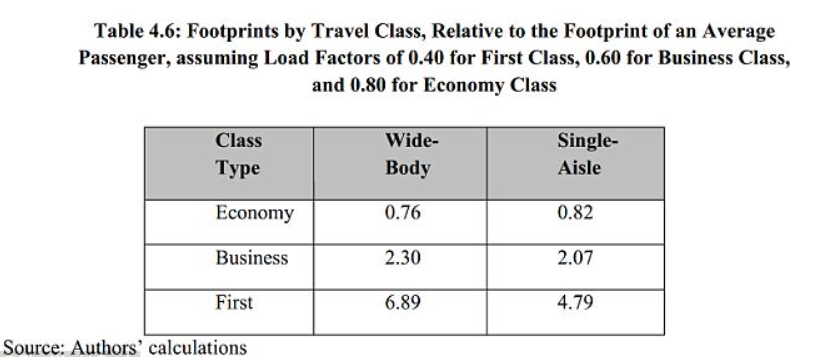 Table 4.6: Footprints by Travel Class, Relative to the Footprint of an Average
Passenger, assuming Load Factors of 0.40 for First Class, 0.60 for Business Class,
and 0.80 for Economy Class
Class Type Wide-Body Single-Aisle
Economy 0.76 0.82
Business 2.30 2.07
First 6.89 4.79
Source: Authors' calculations